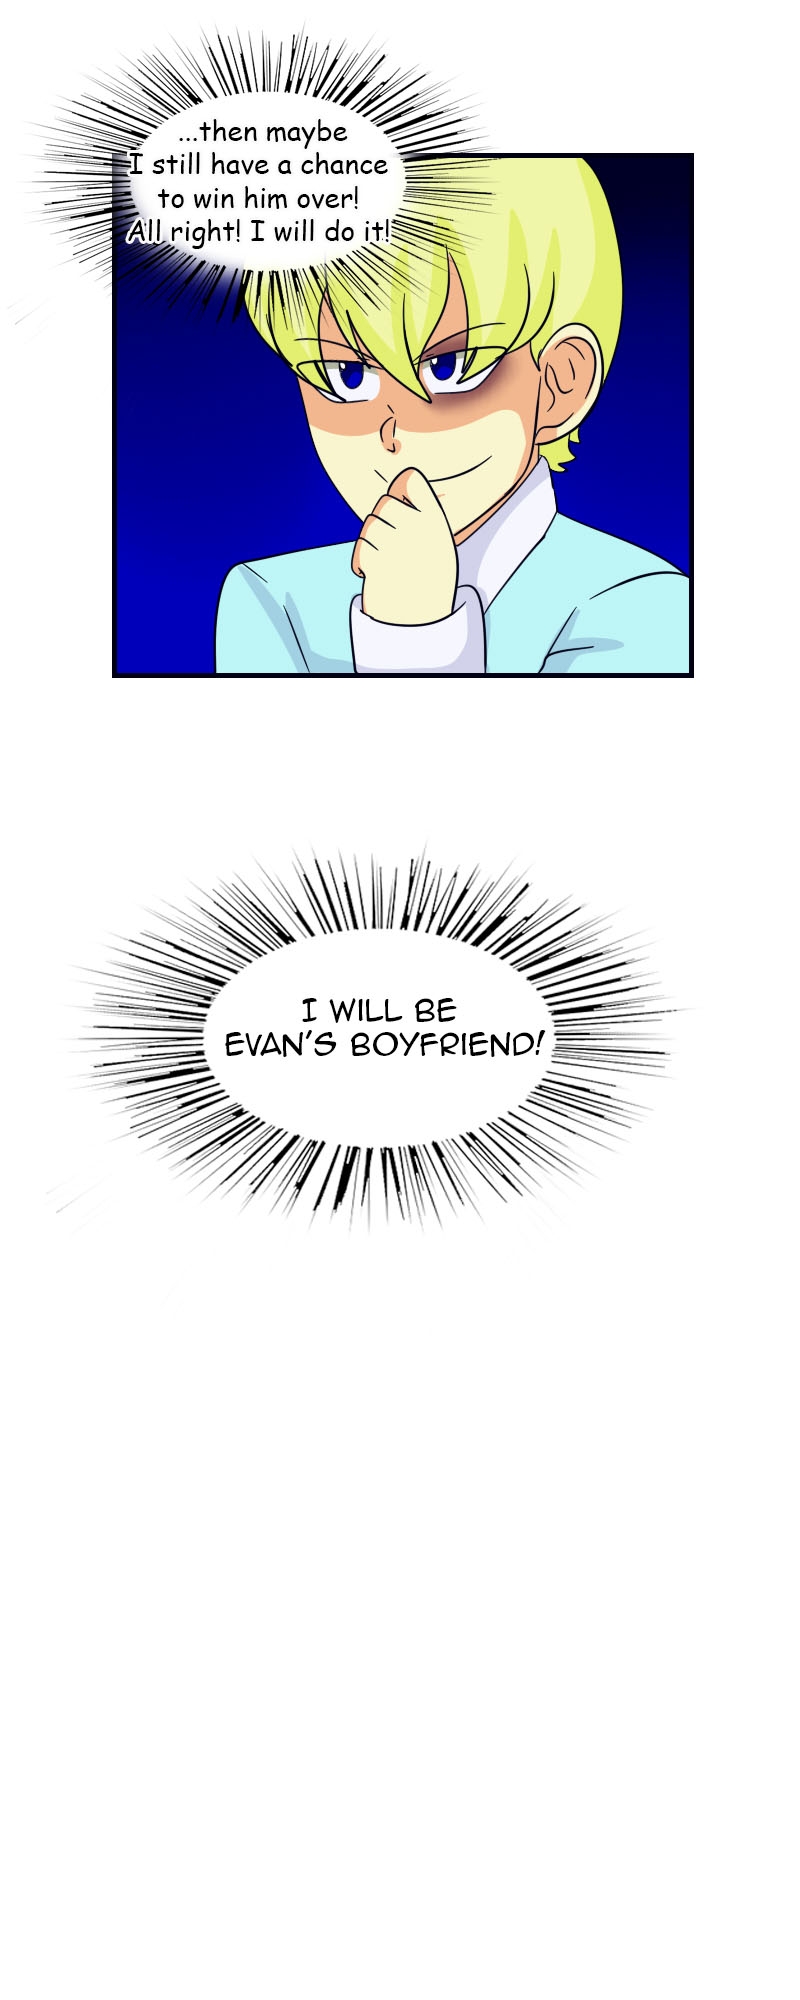 ...then maybe
I still have a chance
to win him over!
All right! I will do it!
I WILL BE
EVAN'S BOYFRIEND!